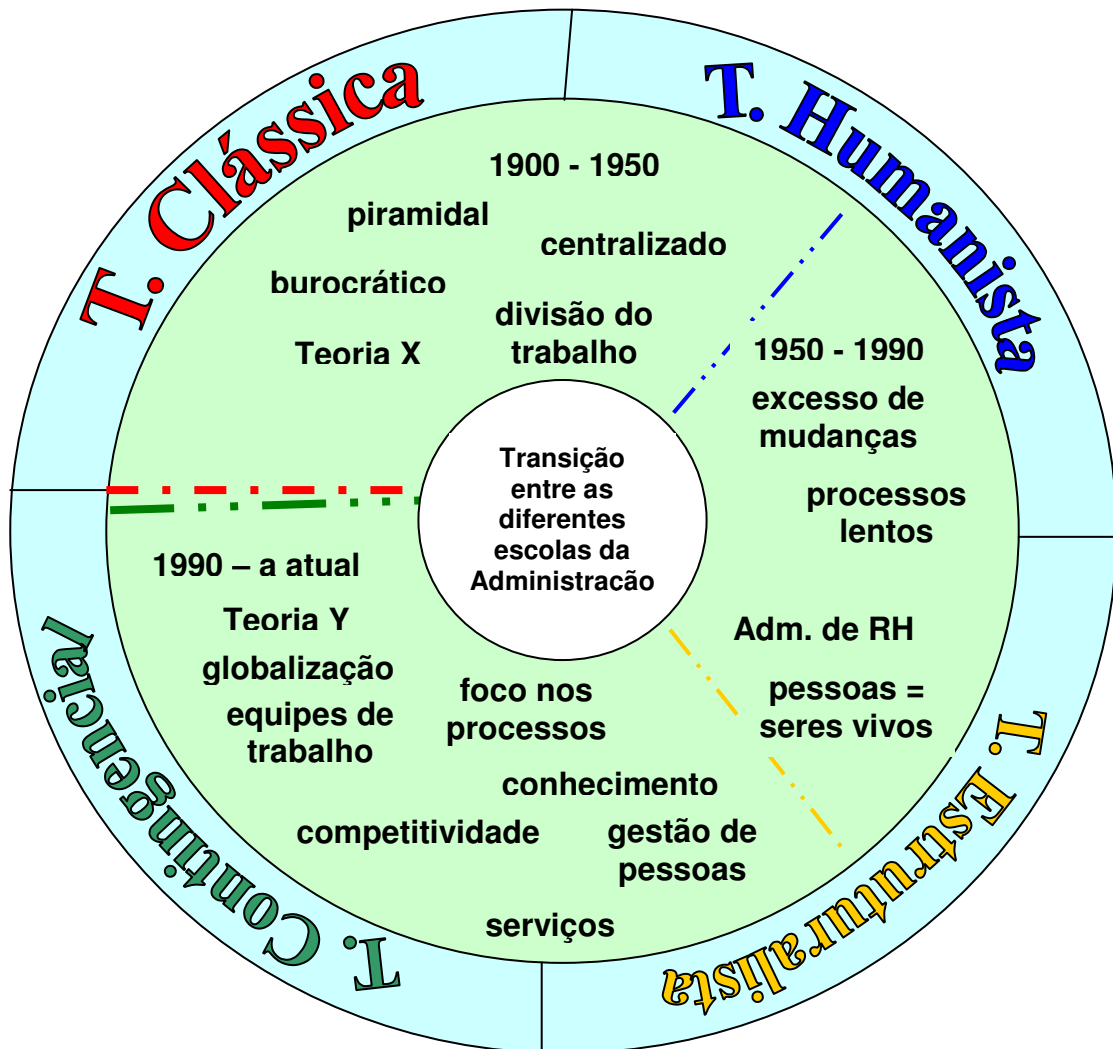 T. Clássica
T. Humanista
1900 - 1950
piramidal
centralizado
burocrático
divisão do
trabalho
Teoria X
1950 - 1990
excesso de
mudanças
processos
lentos
Adm. de RH
pessoas =
seres vivos
Transição
entre as
diferentes
escolas da
Administracão
1990 – a atual
Teoria Y
globalização
equipes de
trabalho
foco nos
processos
conhecimento
competitividade
gestão de
pessoas
serviços
T. Contingencial
T. Estruturalista